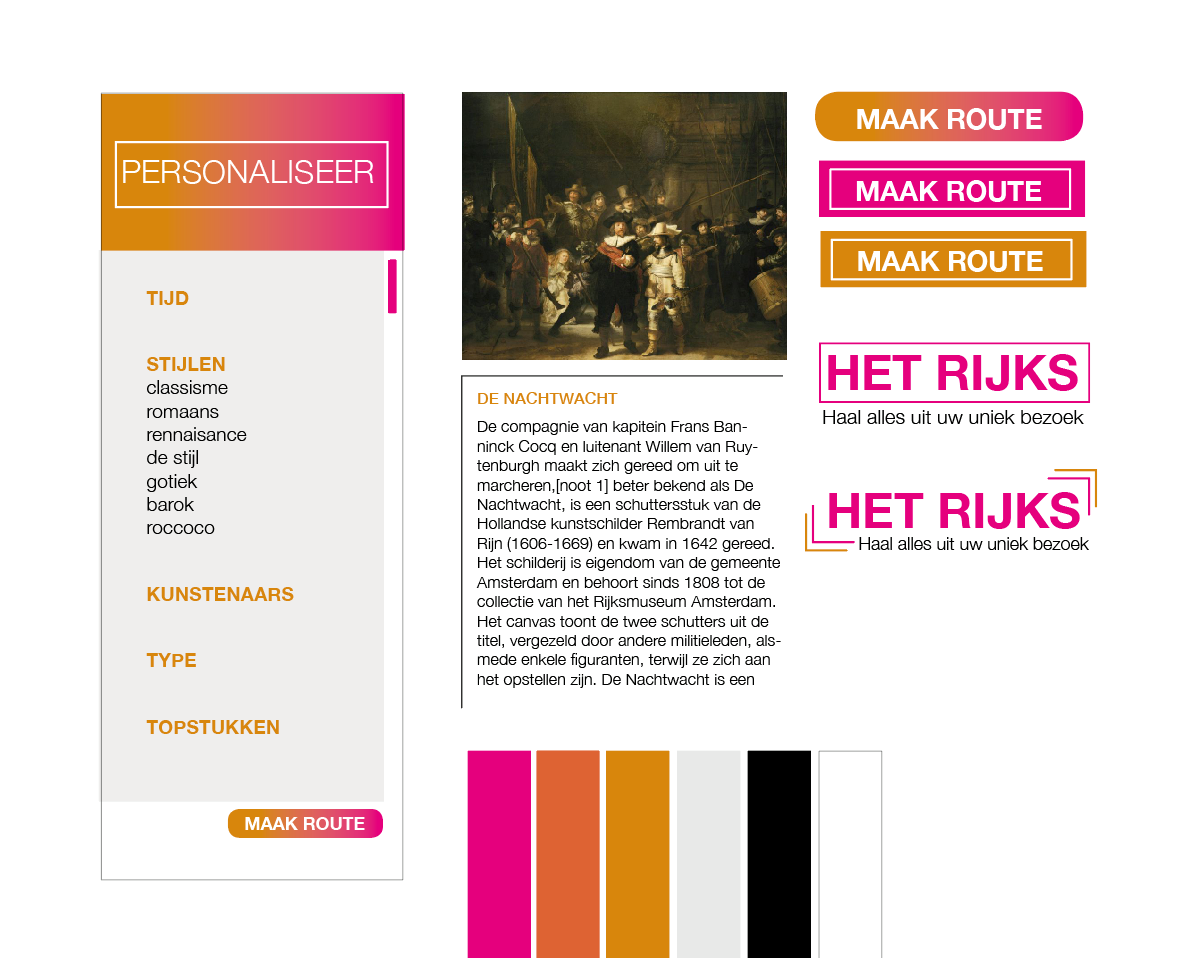 PERSONALISEER
TIJD
STIJLEN
classisme
romaans
rennaisance
de stijl
gotiek
barok
roccoco
KUNSTENAARS
TYPE
TOPSTUKKEN
MAAK ROUTE
DE NACHTWACHT
De compagnie van kapitein Frans Ban-
ninck Cocq en luitenant Willem van Ruy-
tenburgh maakt zich gereed om uit te
marcheren,[noot 1] beter bekend als De
Nachtwacht, is een schuttersstuk van de
Hollandse kunstschilder Rembrandt van
Rijn (1606-1669) en kwam in 1642 gereed.
Het schilderij is eigendom van de gemeente
Amsterdam en behoort sinds 1808 tot de
collectie van het Rijksmuseum Amsterdam.
Het canvas toont de twee schutters uit de
titel, vergezeld door andere militieleden, als-
mede enkele figuranten, terwijl ze zich aan
het opstellen zijn. De Nachtwacht is een
MAAK ROUTE
MAAK ROUTE
MAAK ROUTE
HET RIJKS
Haal alles uit uw uniek bezoek
HET RIJKS
Haal alles uit uw uniek bezoek